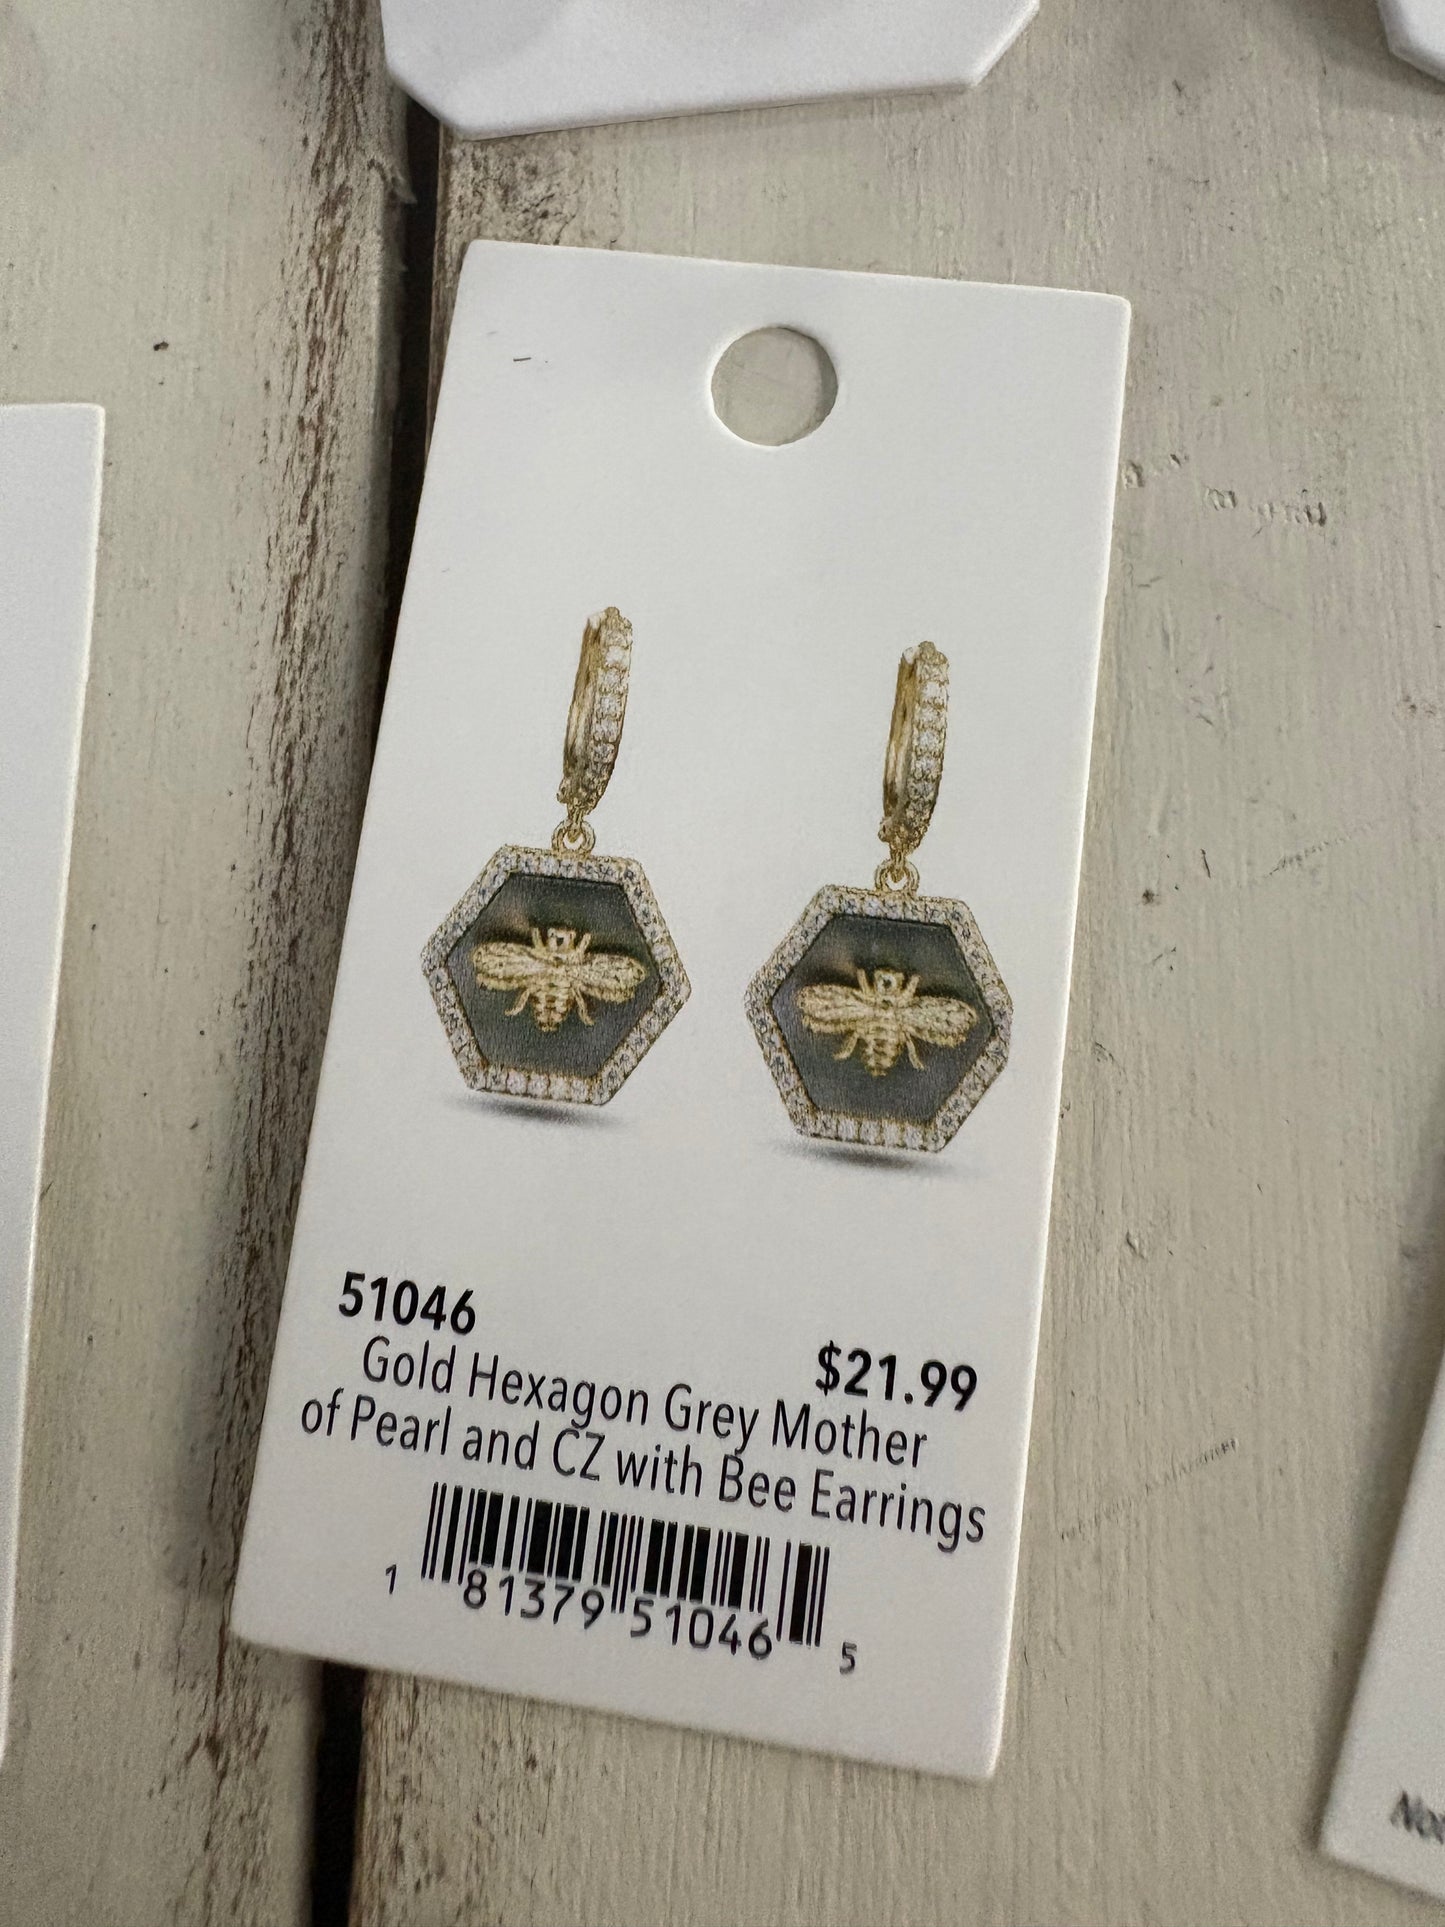 51046
$21.99
Gold Hexagon Grey Mother
of Pearl and CZ with Bee Earrings
1 81379 51046 5